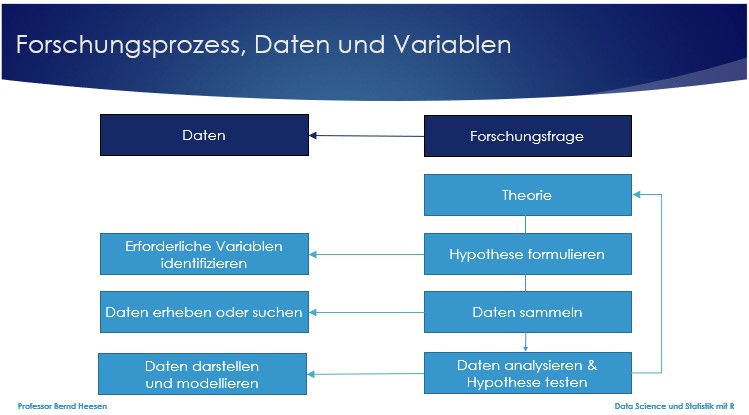 Forschungsprozess, Daten und Variablen
Daten
Forschungsfrage
Theorie
Erforderliche Variablen
identifizieren
Hypothese formulieren
Daten erheben oder suchen
Daten sammeln
Daten darstellen
und modellieren
Daten analysieren &
Hypothese testen
Professor Bernd Heesen
Data Science und Statistik mit R